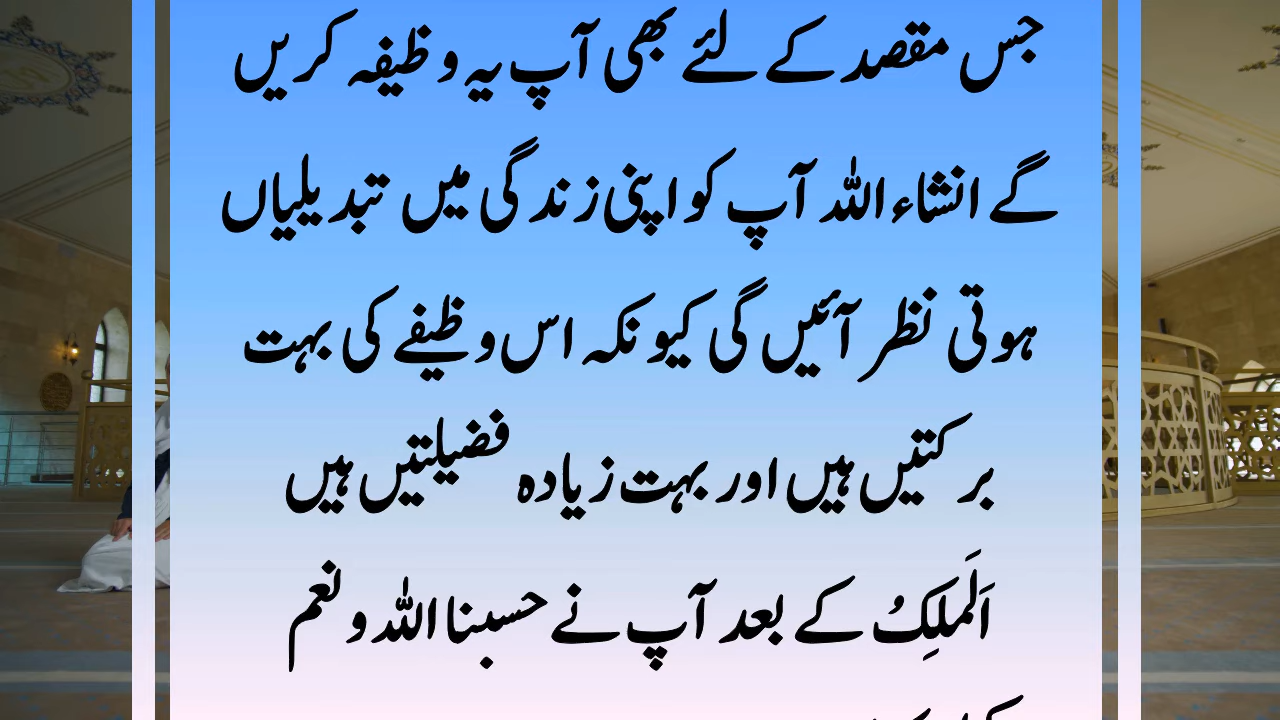 جس مقصد کے لئے بھی آپ یہ وظیفہ کریں
گے انشاء اللہ آپ کو اپنی زندگی میں تبدیلیاں
ہوتی نظر آئیں گی کیونکہ اس وظیفے کی بہت
برکتیں ہیں اور بہت زیادہ فضیلتیں ہیں
اَلَملِکُ کے بعد آپ نے حسبنا اللہ ونعم